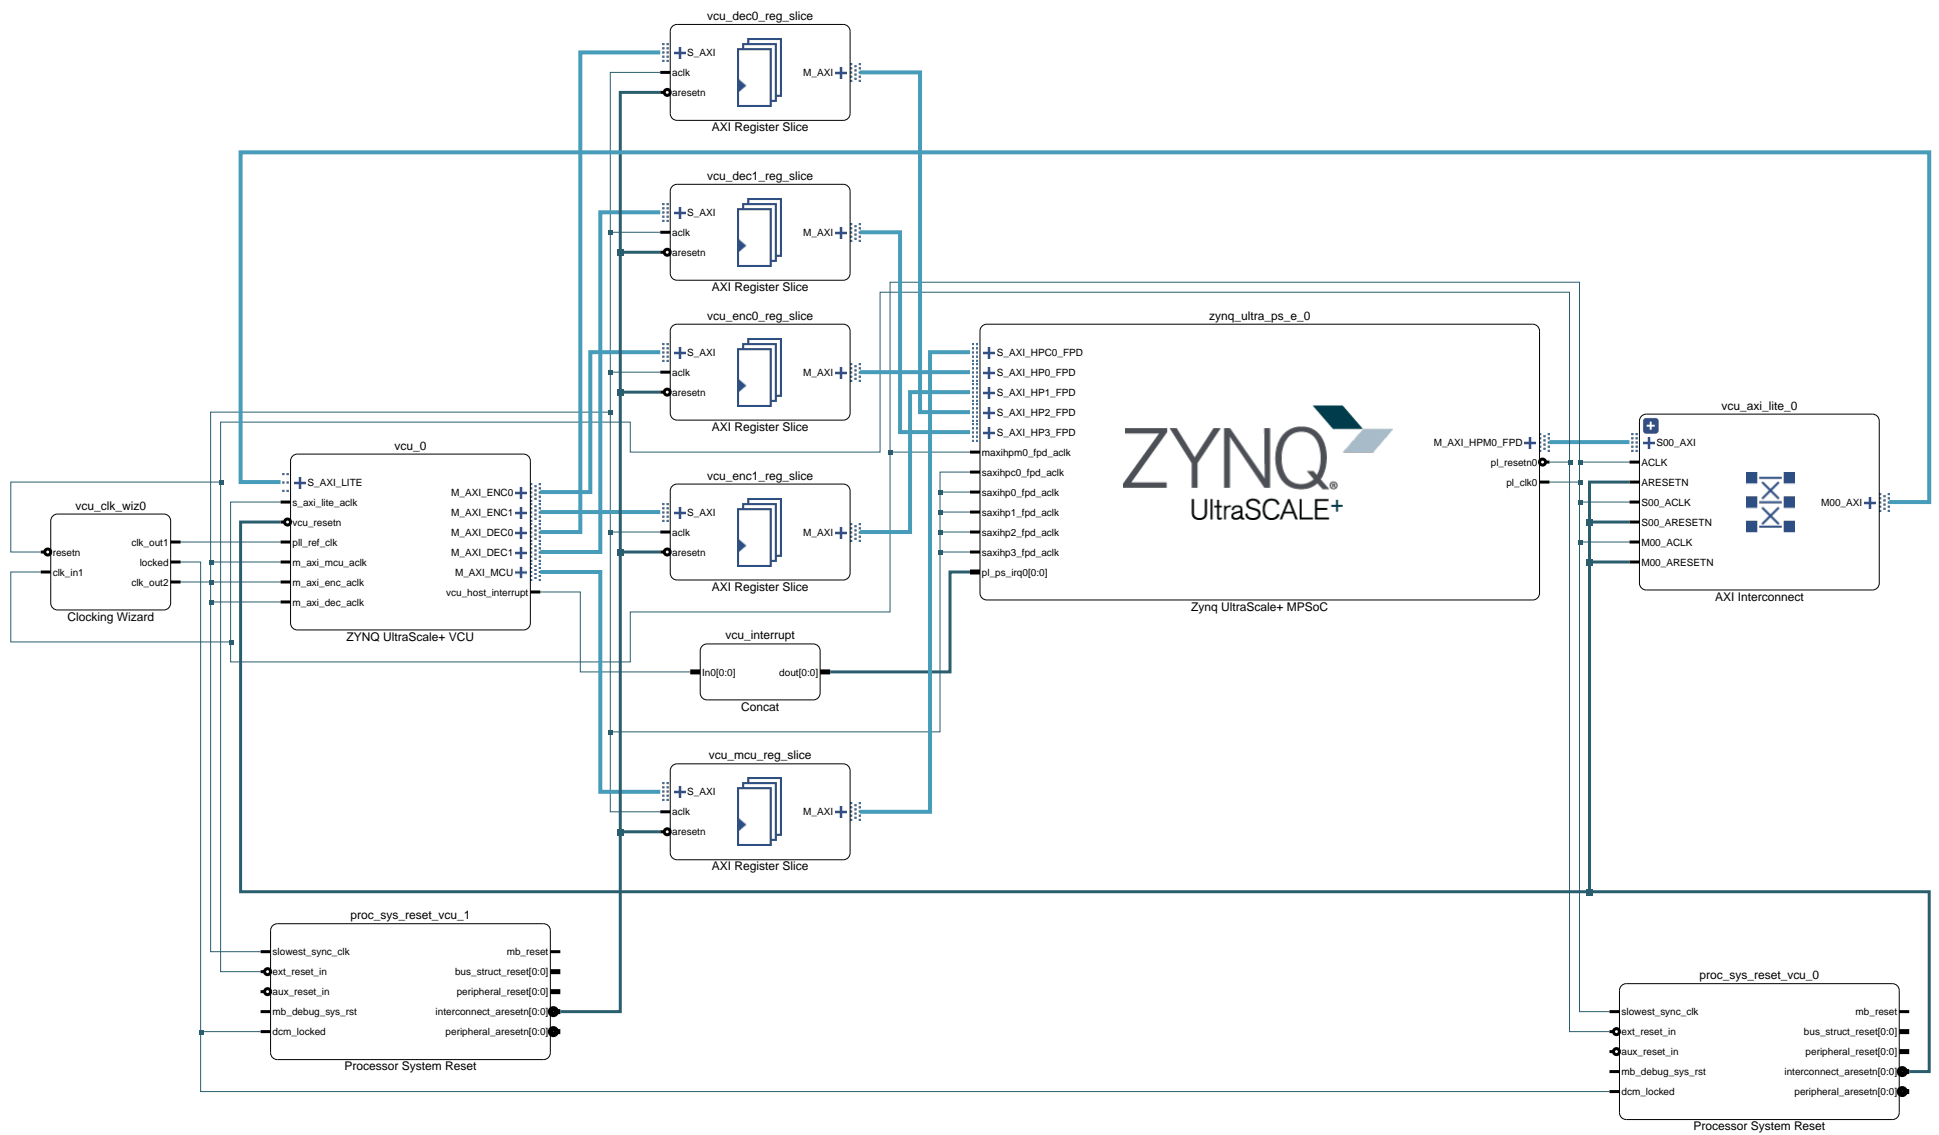 vcu_dec0_reg_slice
S_AXI
aclk
aresetn
M_AXI
AXI Register Slice
vcu_dec1_reg_slice
S_AXI
aclk
aresetn
M_AXI
AXI Register Slice
vcu_enc0_reg_slice
S_AXI
aclk
aresetn
M_AXI
AXI Register Slice
vcu_enc1_reg_slice
S_AXI
aclk
aresetn
M_AXI
AXI Register Slice
vcu_clk_wiz0
resetn
clk_in1
clk_out1
locked
clk_out2
Clocking Wizard
vcu_0
S_AXI_LITE
s_axi_lite_aclk
vcu_resetn
pll_ref_clk
m_axi_mcu_aclk
m_axi_enc_aclk
m_axi_dec_aclk
M_AXI_ENC0
M_AXI_ENC1
M_AXI_DEC0
M_AXI_DEC1
M_AXI_MCU
vcu_host_interrupt
ZYNQ UltraScale+ VCU
vcu_interrupt
In0[0:0]
dout[0:0]
Concat
vcu_mcu_reg_slice
S_AXI
aclk
aresetn
M_AXI
AXI Register Slice
zynq_ultra_ps_e_0
S_AXI_HPC0_FPD
S_AXI_HP0_FPD
S_AXI_HP1_FPD
S_AXI_HP2_FPD
S_AXI_HP3_FPD
maxihpm0_fpd_aclk
saxihpc0_fpd_aclk
saxihp0_fpd_aclk
saxihp1_fpd_aclk
saxihp2_fpd_aclk
saxihp3_fpd_aclk
pl_ps_irq0[0:0]
ZYNQ®
UltraSCALE+
M_AXI_HPM0_FPD
pl_resetn0
pl_clk0
Zynq UltraScale+ MPSoC
vcu_axi_lite_0
S00_AXI
ACLK
ARESETN
S00_ACLK
S00_ARESETN
M00_ACLK
M00_ARESETN
M00_AXI
AXI Interconnect
proc_sys_reset_vcu_1
slowest_sync_clk
ext_reset_in
aux_reset_in
mb_debug_sys_rst
dcm_locked
mb_reset
bus_struct_reset[0:0]
peripheral_reset[0:0]
interconnect_aresetn[0:0]
peripheral_aresetn[0:0]
Processor System Reset
proc_sys_reset_vcu_0
slowest_sync_clk
ext_reset_in
aux_reset_in
mb_debug_sys_rst
dcm_locked
mb_reset
bus_struct_reset[0:0]
peripheral_reset[0:0]
interconnect_aresetn[0:0]
peripheral_aresetn[0:0]
Processor System Reset